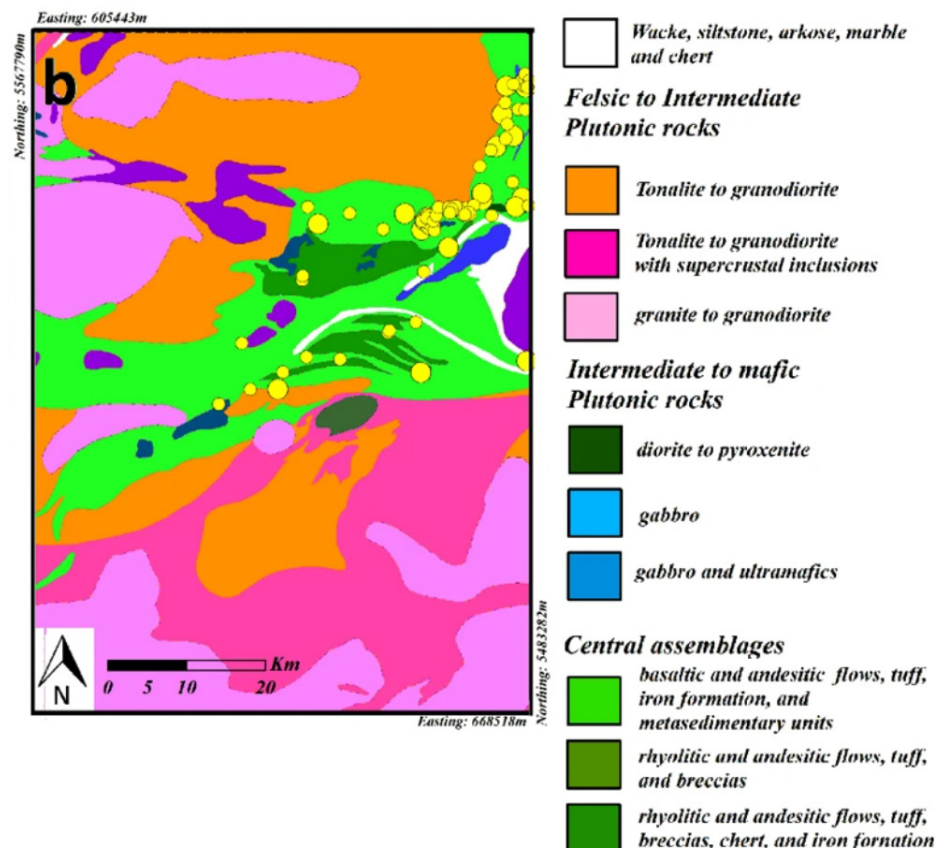 Easting: 605443m
Northing: 5567790m
b
N
Km
0 5 10 20
Northing: 5483282m
Easting: 668518m
Wacke, siltstone, arkose, marble
and chert
Felsic to Intermediate
Plutonic rocks
Tonalite to granodiorite
Tonalite to granodiorite
with supercrustal inclusions
granite to granodiorite
Intermediate to mafic
Plutonic rocks
diorite to pyroxenite
gabbro
gabbro and ultramafics
Central assemblages
basaltic and andesitic flows, tuff,
iron formation, and
metasedimentary units
rhyolitic and andesitic flows, tuff,
and breccias
rhyolitic and andesitic flows, tuff,
breccias, chert, and iron fornation